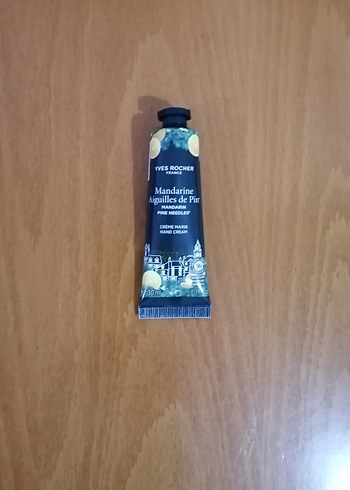 YVES ROCHER
FRANCE
Mandarine
Aiguilles de Pin
MANDARIN
PINE NEEDLES*
CRÈME MAINS
HAND CREAM